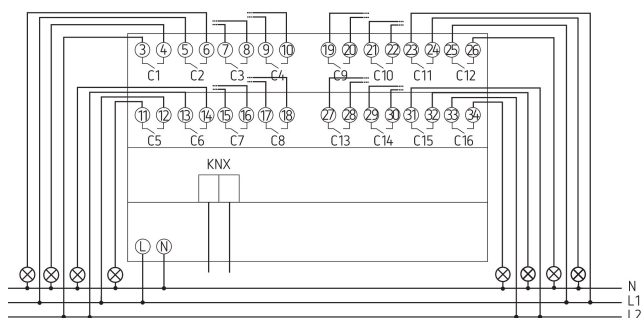 3 4 5 6 7 8 9 10 19 20 21 22 23 24 25 26
C1 C2 C3 C4 C9 C10 C11 C12
11 12 13 14 15 16 17 18 27 28 29 30 31 32 33 34
C5 C6 C7 C8 C13 C14 C15 C16
KNX
L N
N
L1
L2